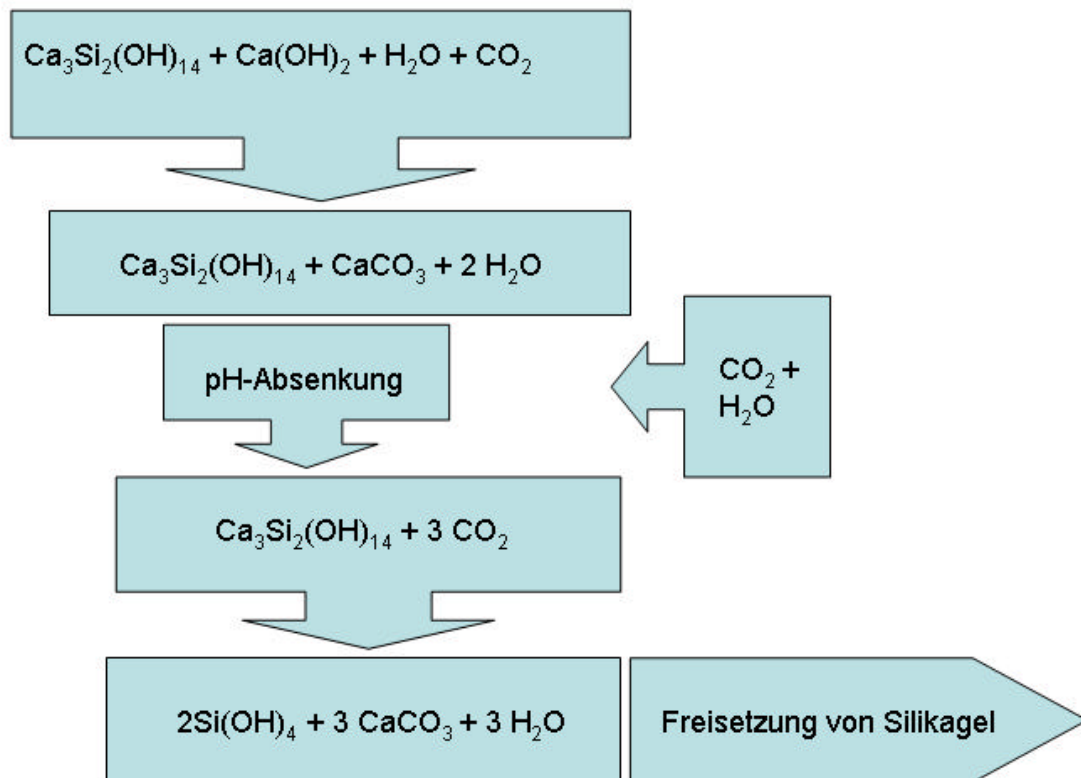 Ca₃Si₂(OH)₁₄ + Ca(OH)₂ + H₂O + CO₂
Ca₃Si₂(OH)₁₄ + CaCO₃ + 2 H₂O
pH-Absenkung
CO₂ +
H₂O
Ca₃Si₂(OH)₁₄ + 3 CO₂
2Si(OH)₄ + 3 CaCO₃ + 3 H₂O
Freisetzung von Silikagel